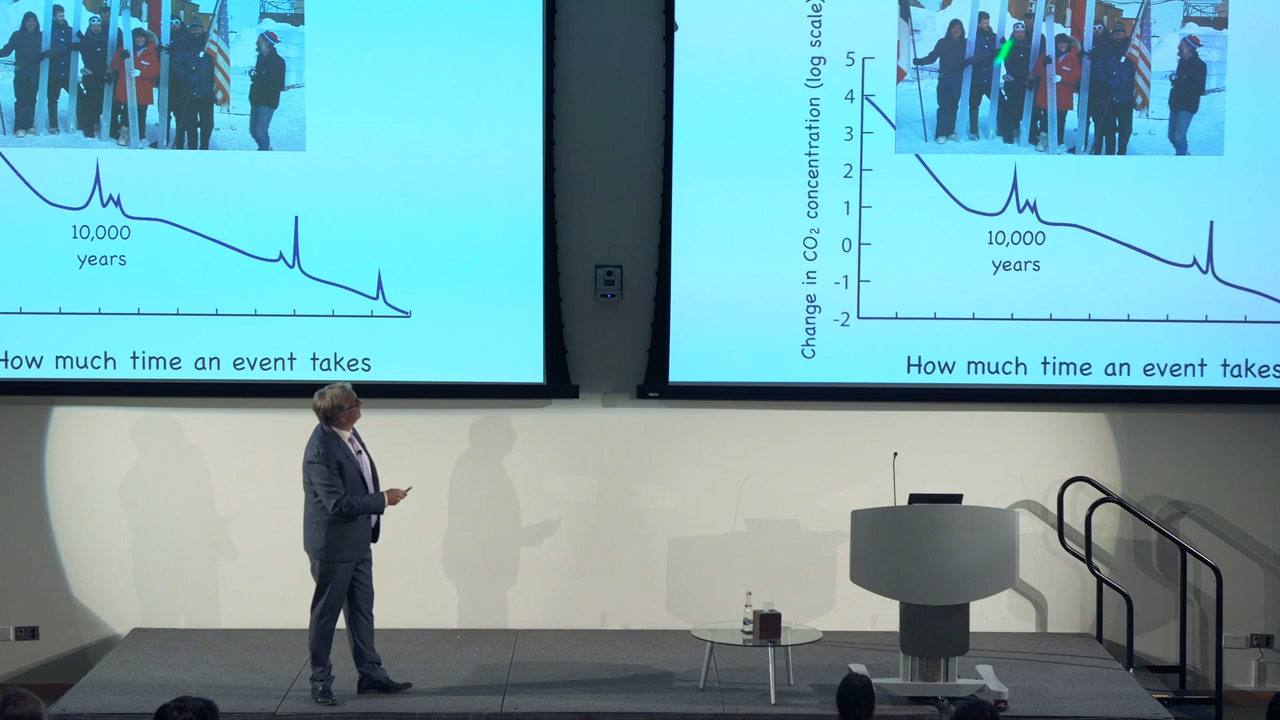 10,000
years
How much time an event takes
Change in CO₂ concentration (log scale)
5
4
3
2
1
0
-1
-2
10,000
years
How much time an event takes